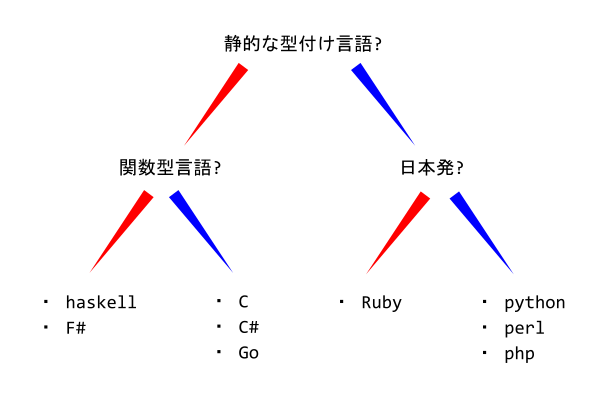 静的な型付け言語?
関数型言語?
日本発?
・ haskell
・ F#
・ C
・ C#
・ Go
・ Ruby
・ python
・ perl
・ php